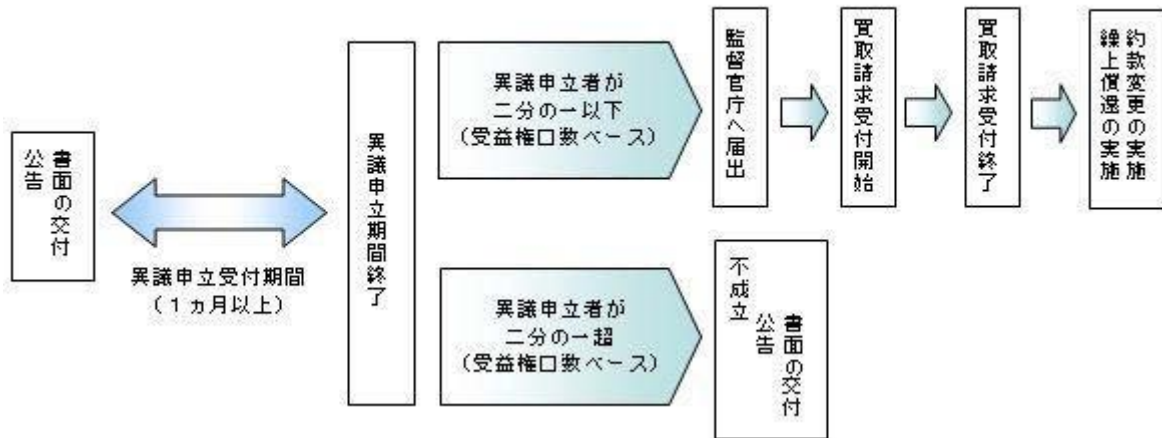 書面の交付
公告
異議申立受付期間
（１ヵ月以上）
異議申立期間終了
異議申立者が
二分の一以下
（受益権口数ベース）
監督官庁へ届出
買取請求受付開始
買取請求受付終了
約款変更の実施
繰上償還の実施
異議申立者が
二分の一超
（受益権口数ベース）
不成立
書面の交付
公告